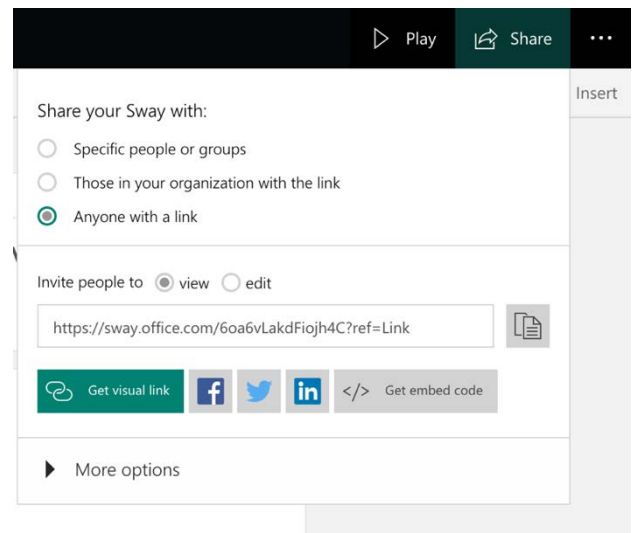 Play Share ...
Insert
Share your Sway with:
Specific people or groups
Those in your organization with the link
Anyone with a link
Invite people to view edit
https://sway.office.com/6oa6vLakdFiojh4C?ref=Link
Get visual link f in </> Get embed code
More options